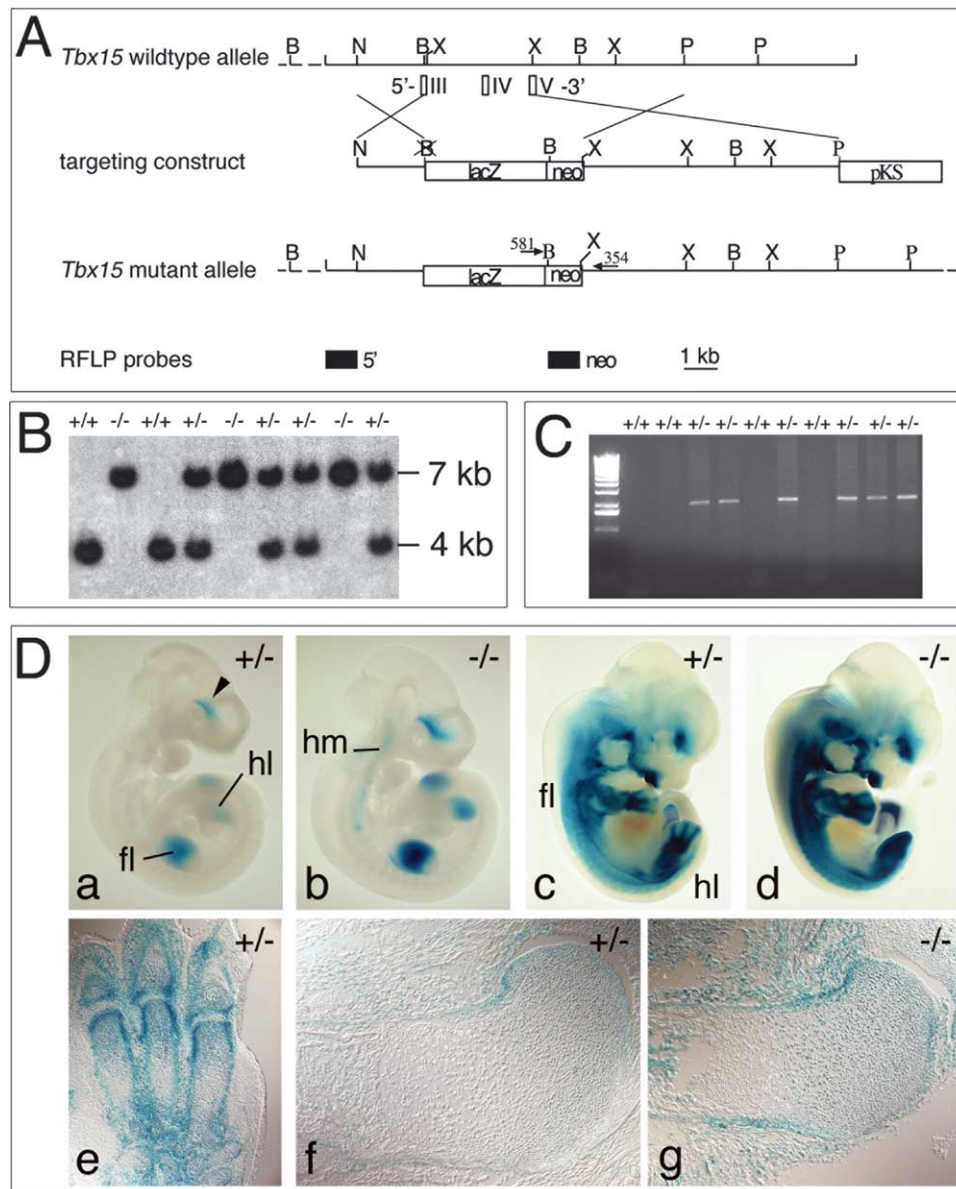 A
B N B X X B X P P
Tbx15 wildtype allele
5'- III IV V -3'
N B B X X B X P
targeting construct
lacZ neo pKS
581 354
B N B X X B X P P
Tbx15 mutant allele
lacZ neo
RFLP probes 5' neo 1 kb
B
+/+ -/- +/+ +/- -/- +/- +/- -/- +/-
7 kb
4 kb
C
+/+ +/+ +/- +/- +/+ +/- +/+ +/- +/- +/-
D
+/- hl fl a
-/- hm b
+/- fl hl c
-/- d
+/- e
+/- f
-/- g